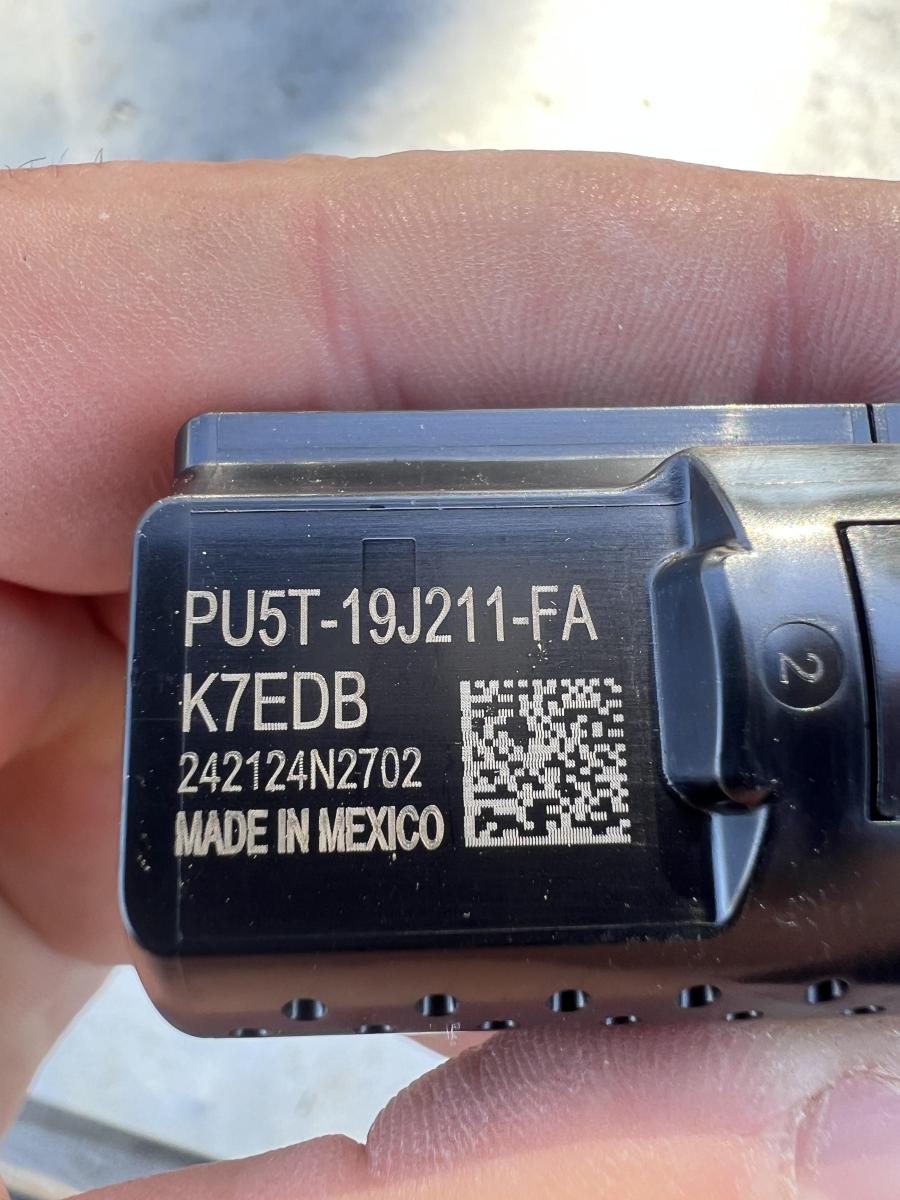 PU5T-19J211-FA
K7EDB
242124N2702
MADE IN MEXICO
2